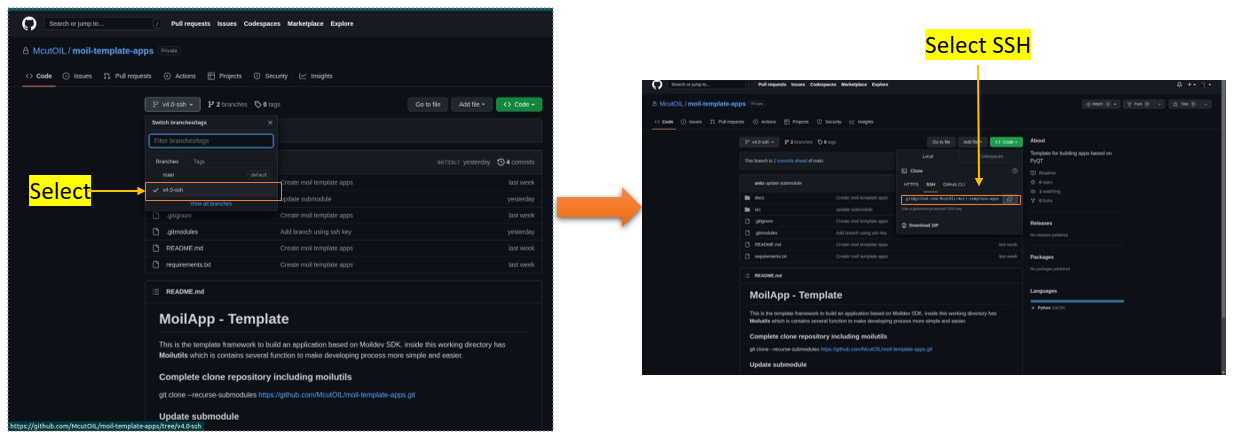 Select SSH
Select
Search or jump to...
/
Pull requests Issues Codespaces Marketplace Explore
McutOIL / moil-template-apps Private
Code Issues Pull requests Actions Projects Security Insights
v4.0-ssh 2 branches 0 tags Go to file Add file Code
Switch branches/tags
Filter branches/tags
Branches Tags
main default
v4.0-ssh
View all branches
66733c7 yesterday 4 commits
Create moil template apps last week
update submodule yesterday
.gitignore Create moil template apps last week
.gitmodules Add branch using ssh key yesterday
README.md Create moil template apps last week
requirements.txt Create moil template apps last week
README.md
MoilApp - Template
This is the template framework to build an application based on Moildev SDK. inside this working directory has
Moilutils which is contains several function to make developing process more simple and easier.
Complete clone repository including moilutils
git clone --recurse-submodules https://github.com/McutOIL/moil-template-apps.git
Update submodule
https://github.com/McutOIL/moil-template-apps/tree/v4.0-ssh
Search or jump to...
Pull requests Issues Codespaces Marketplace Explore
McutOIL / moil-template-apps Private
Watch Fork Star
Code Issues Pull requests Actions Projects Security Insights
v4.0-ssh 2 branches 0 tags Go to file Add file Code
This branch is 2 commits ahead of main.
Local Codespaces
Clone
HTTPS SSH GitHub CLI
git@github.com:McutOIL/moil-template-apps
Use a password-protected SSH key.
Download ZIP
anto update submodule
docs Create moil template apps
src update submodule
.gitignore Create moil template apps
.gitmodules Add branch using ssh key
README.md Create moil template apps last week
requirements.txt Create moil template apps last week
README.md
MoilApp - Template
This is the template framework to build an application based on Moildev SDK. inside this working directory has
Moilutils which is contains several function to make developing process more simple and easier.
Complete clone repository including moilutils
git clone --recurse-submodules https://github.com/McutOIL/moil-template-apps.git
Update submodule
About
Template for building apps based on
PyQT
Readme
0 stars
1 watching
0 forks
Releases
No releases published
Packages
No packages published
Languages
Python 100.0%